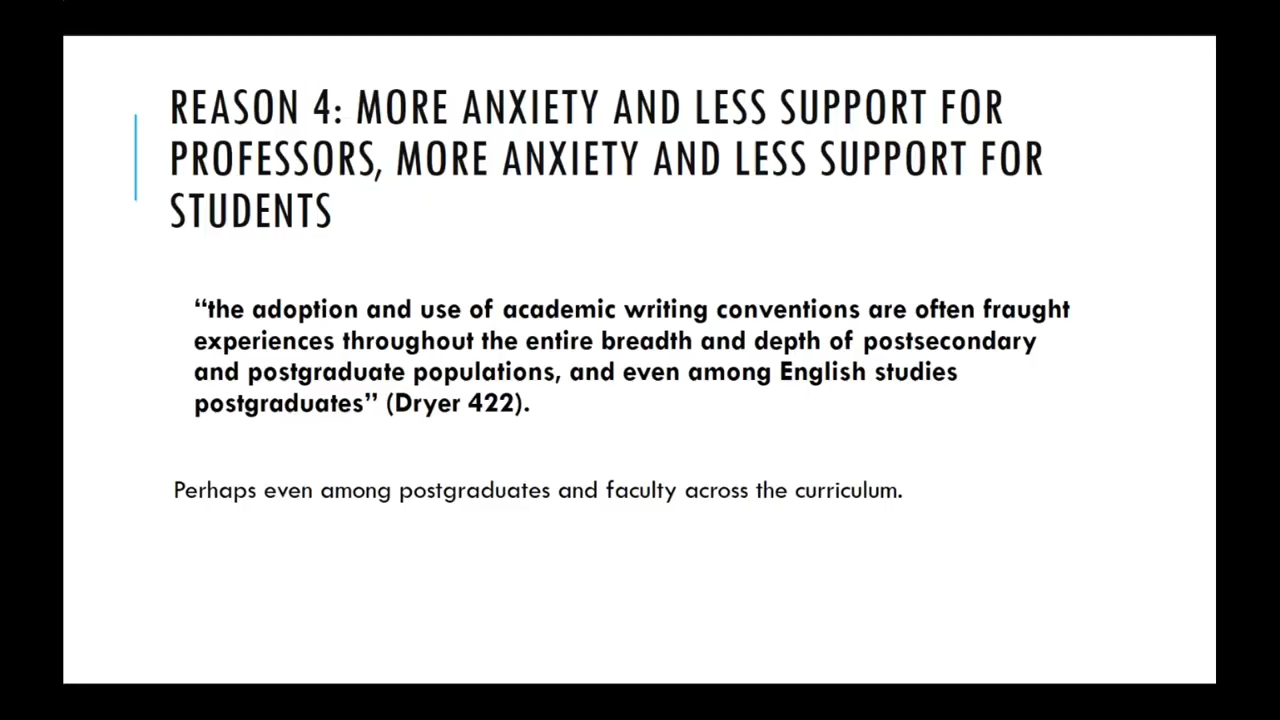 REASON 4: MORE ANXIETY AND LESS SUPPORT FOR
PROFESSORS, MORE ANXIETY AND LESS SUPPORT FOR
STUDENTS
“the adoption and use of academic writing conventions are often fraught
experiences throughout the entire breadth and depth of postsecondary
and postgraduate populations, and even among English studies
postgraduates” (Dryer 422).
Perhaps even among postgraduates and faculty across the curriculum.